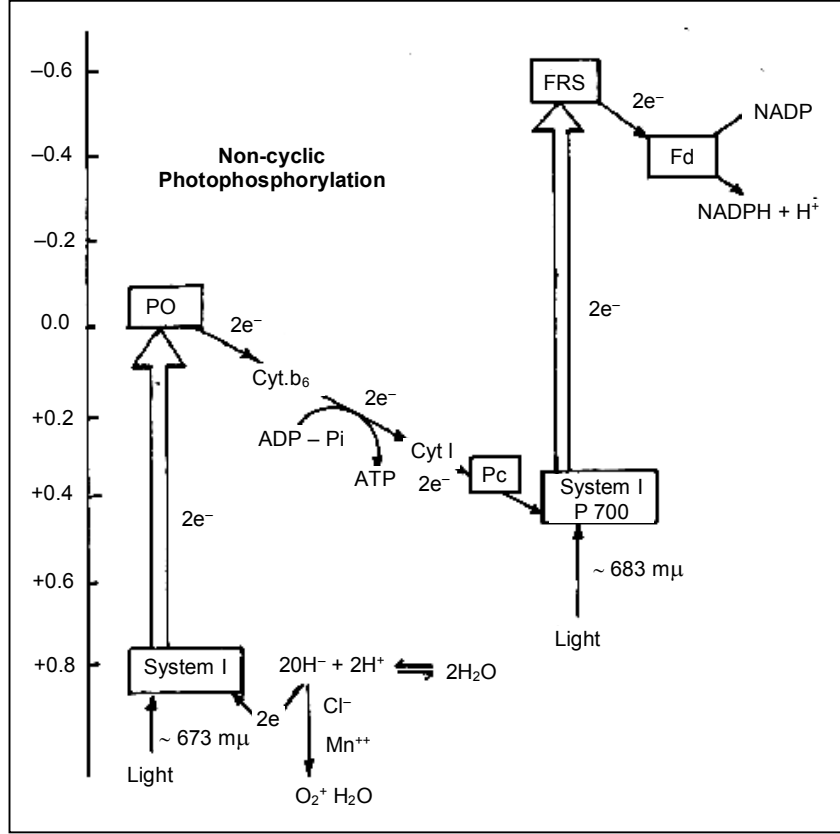 −0.6
−0.4
−0.2
0.0
+0.2
+0.4
+0.6
+0.8
Non-cyclic
Photophosphorylation
FRS
2e⁻
NADP
Fd
NADPH + H⁺
2e⁻
PO
2e⁻
Cyt.b₆
2e⁻
ADP – Pi
ATP
Cyt I
2e⁻
Pc
System I
P 700
2e⁻
~ 683 mμ
Light
System I
20H⁻ + 2H⁺
2H₂O
2e
Cl⁻
Mn⁺⁺
~ 673 mμ
Light
O₂⁺ H₂O